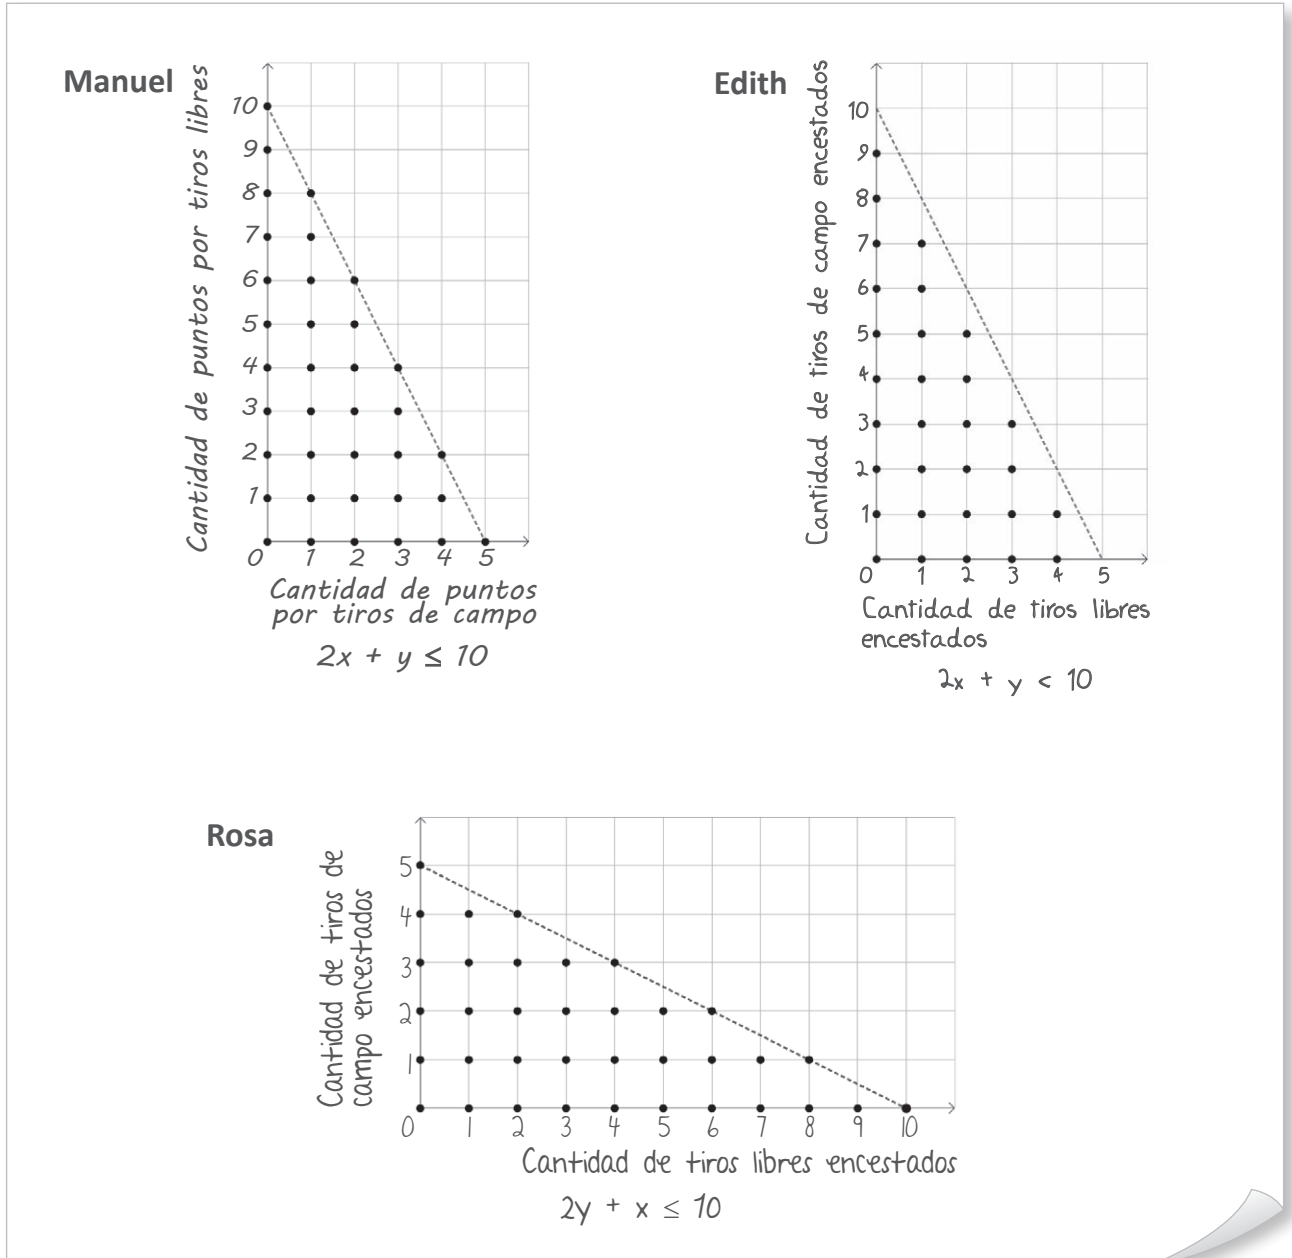 Manuel
Cantidad de puntos por tiros libres
10
9
8
7
6
5
4
3
2
1
0 1 2 3 4 5
Cantidad de puntos
por tiros de campo
2x + y ≤ 10
Edith
Cantidad de tiros de campo encestados
10
9
8
7
6
5
4
3
2
1
0 1 2 3 4 5
Cantidad de tiros libres
encestados
2x + y < 10
Rosa
Cantidad de tiros de
campo encestados
5
4
3
2
1
0 1 2 3 4 5 6 7 8 9 10
Cantidad de tiros libres encestados
2y + x ≤ 10